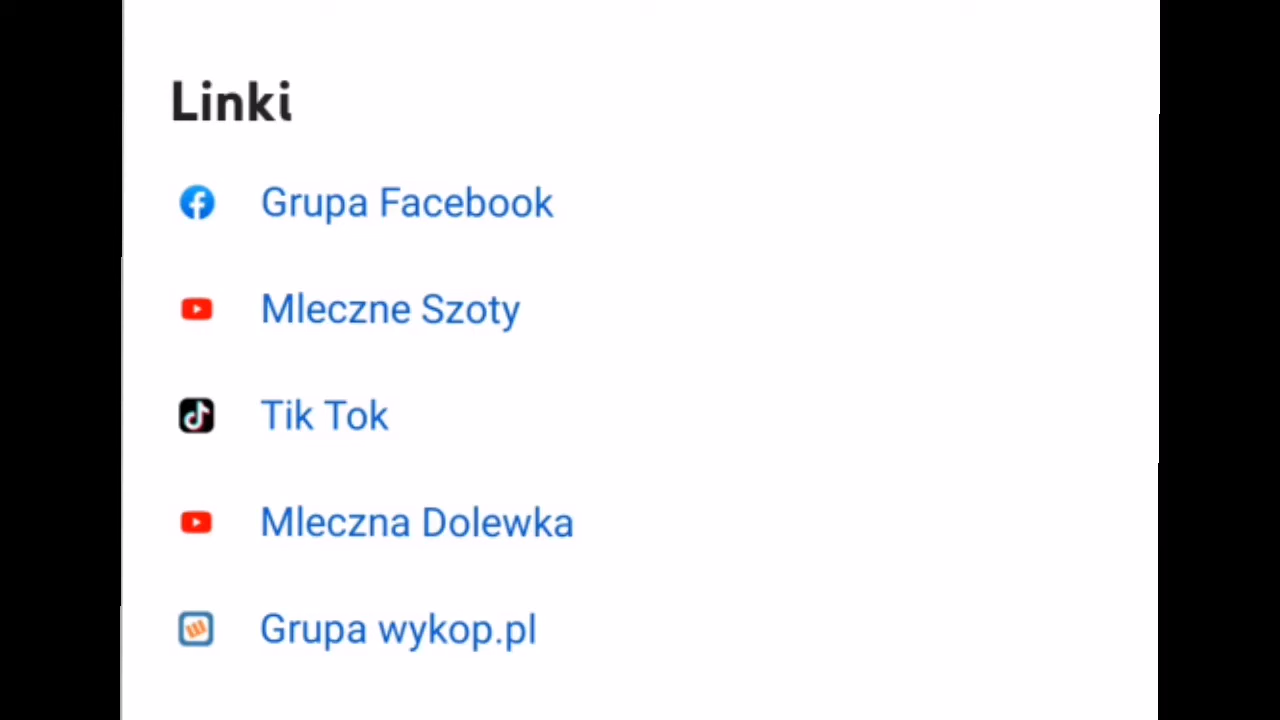 Linki
Grupa Facebook
Mleczne Szoty
Tik Tok
Mleczna Dolewka
Grupa wykop.pl